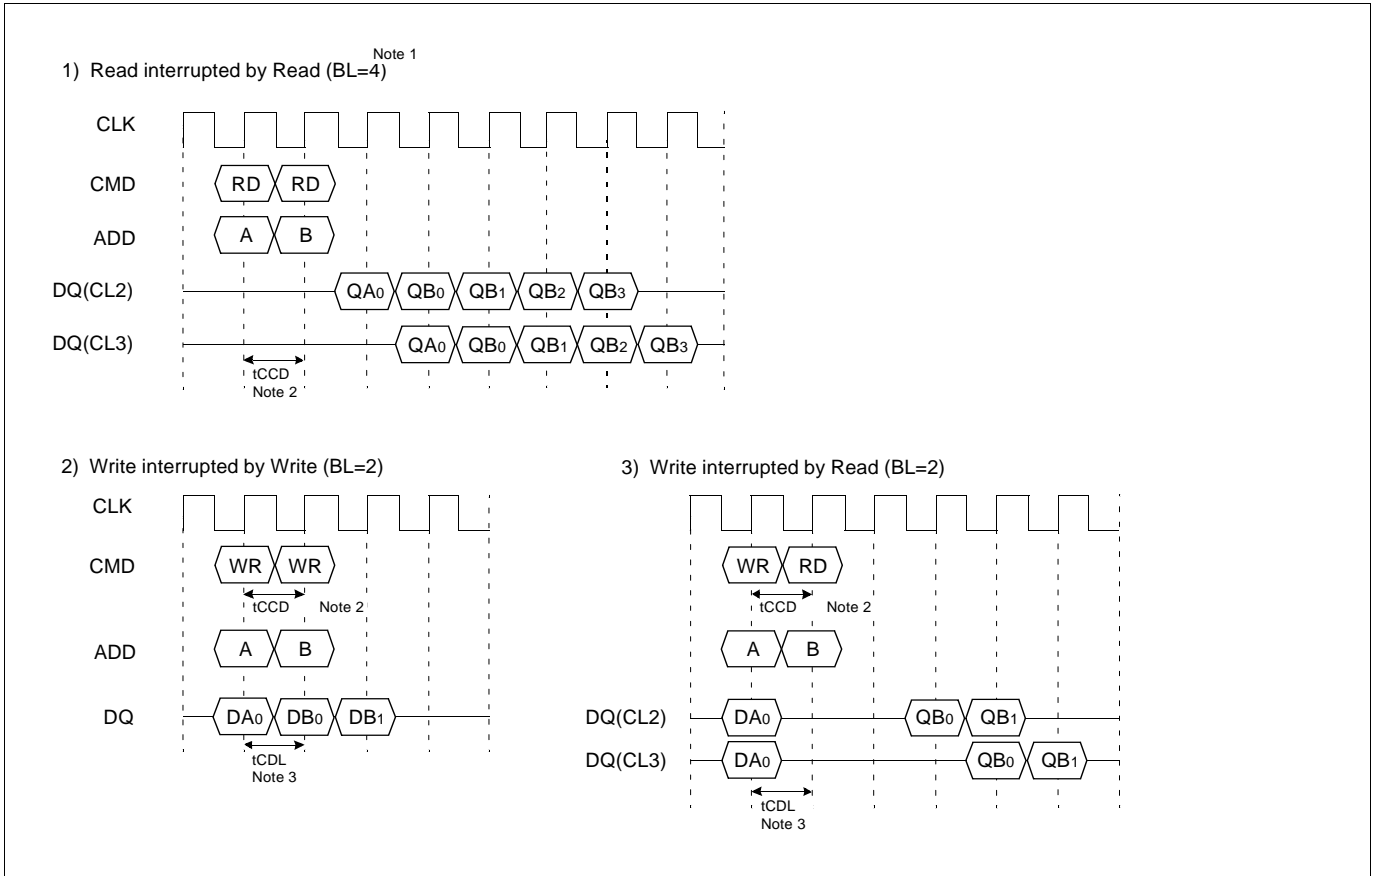 Note 1
1) Read interrupted by Read (BL=4)
CLK
CMD RD RD
ADD A B
DQ(CL2) QA0 QB0 QB1 QB2 QB3
DQ(CL3) QA0 QB0 QB1 QB2 QB3
tCCD
Note 2
2) Write interrupted by Write (BL=2)
CLK
CMD WR WR
tCCD Note 2
ADD A B
DQ DA0 DB0 DB1
tCDL
Note 3
3) Write interrupted by Read (BL=2)
WR RD
tCCD Note 2
A B
DQ(CL2) DA0 QB0 QB1
DQ(CL3) DA0 QB0 QB1
tCDL
Note 3